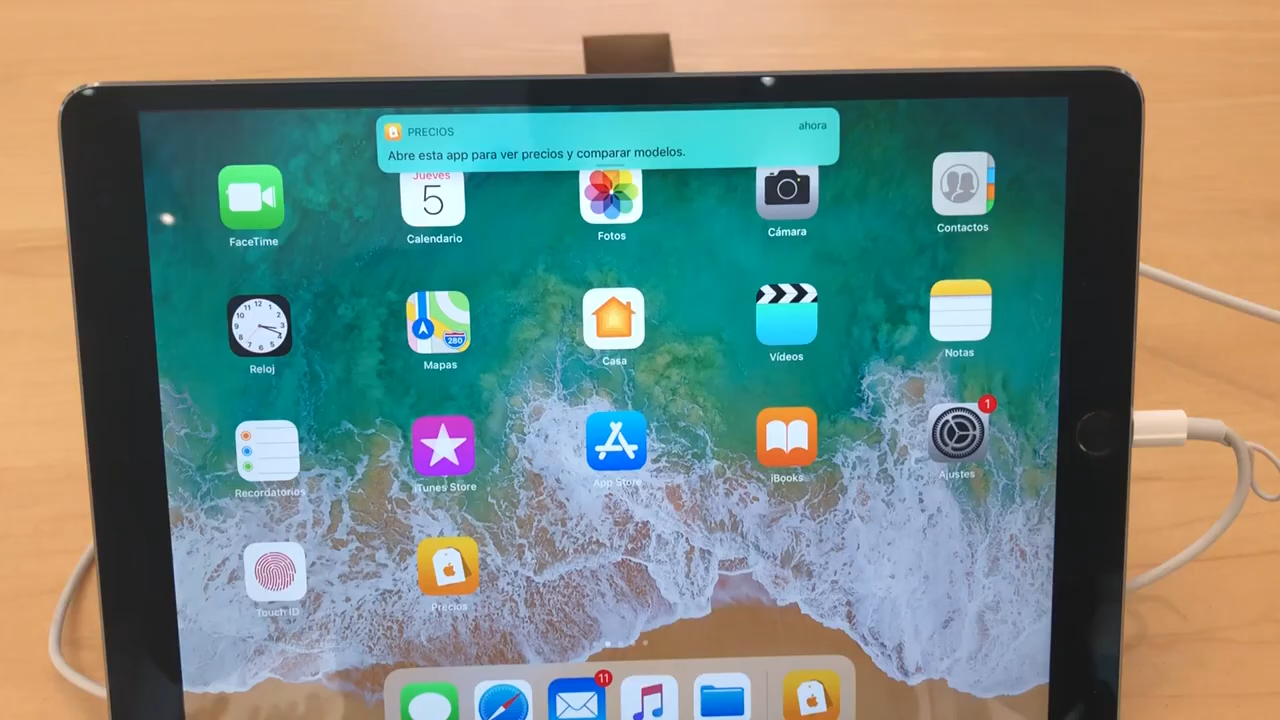 PRECIOS
ahora
Abre esta app para ver precios y comparar modelos.
FaceTime
Jueves
5
Calendario
Fotos
Cámara
Contactos
Reloj
280
Mapas
Casa
Vídeos
Notas
Recordatorios
iTunes Store
App Store
iBooks
1
Ajustes
Touch ID
Precios
11